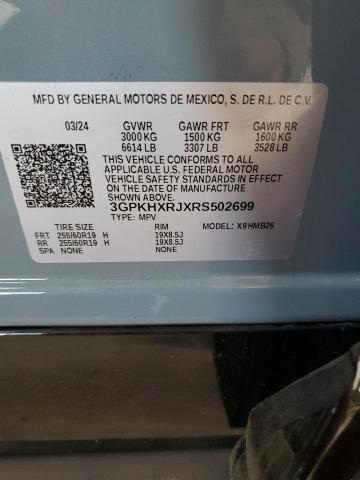 MFD BY GENERAL MOTORS DE MEXICO, S. DE R.L. DE C.V.
03/24 GVWR GAWR FRT GAWR RR
3000 KG 1500 KG 1600 KG
6614 LB 3307 LB 3528 LB
THIS VEHICLE CONFORMS TO ALL
APPLICABLE U.S. FEDERAL MOTOR
VEHICLE SAFETY STANDARDS IN EFFECT
ON THE DATE OF MANUFACTURE
SHOWN ABOVE.
3GPKHXRJXRS502699
TYPE: MPV MODEL: X9HMB26
TIRE SIZE RIM
FRT 255/60R19 H 19X8.5J
RR 255/60R19 H 19X8.5J
SPA NONE NONE